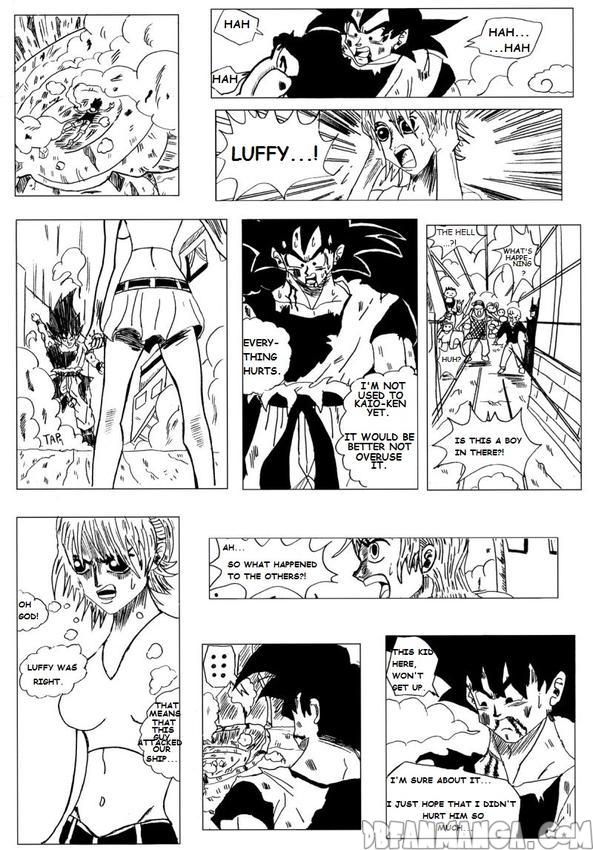 HAH
HAH
HAH...
...HAH
LUFFY...!
TAP
EVERY-
THING
HURTS.
I'M NOT
USED TO
KAIO-KEN
YET.
IT WOULD BE
BETTER NOT
OVERUSE
IT.
THE HELL
...?!
WHAT'S
HAPPE-
NING
?
HUH?
IS THIS A BOY
IN THERE?!
OH
GOD!
LUFFY WAS
RIGHT.
THAT
MEANS
THAT
THIS
GUY
ATTACKED
OUR
SHIP...
AH...
SO WHAT HAPPENED
TO THE OTHERS?!
THIS KID
HERE,
WON'T
GET UP.
I'M SURE ABOUT IT...
I JUST HOPE THAT I DIDN'T
HURT HIM SO
MUCH...
DBFANMANGA.COM